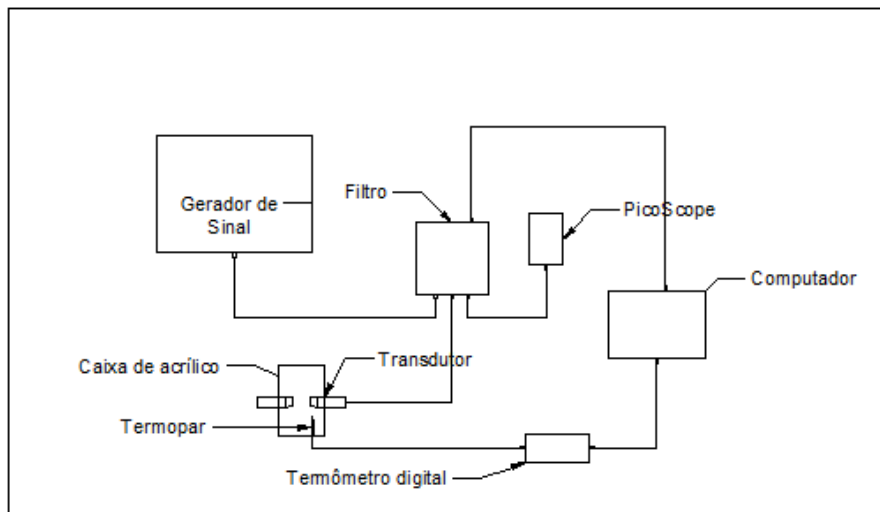 Gerador de
Sinal
Filtro
PicoScope
Computador
Caixa de acrílico
Transdutor
Termopar
Termômetro digital